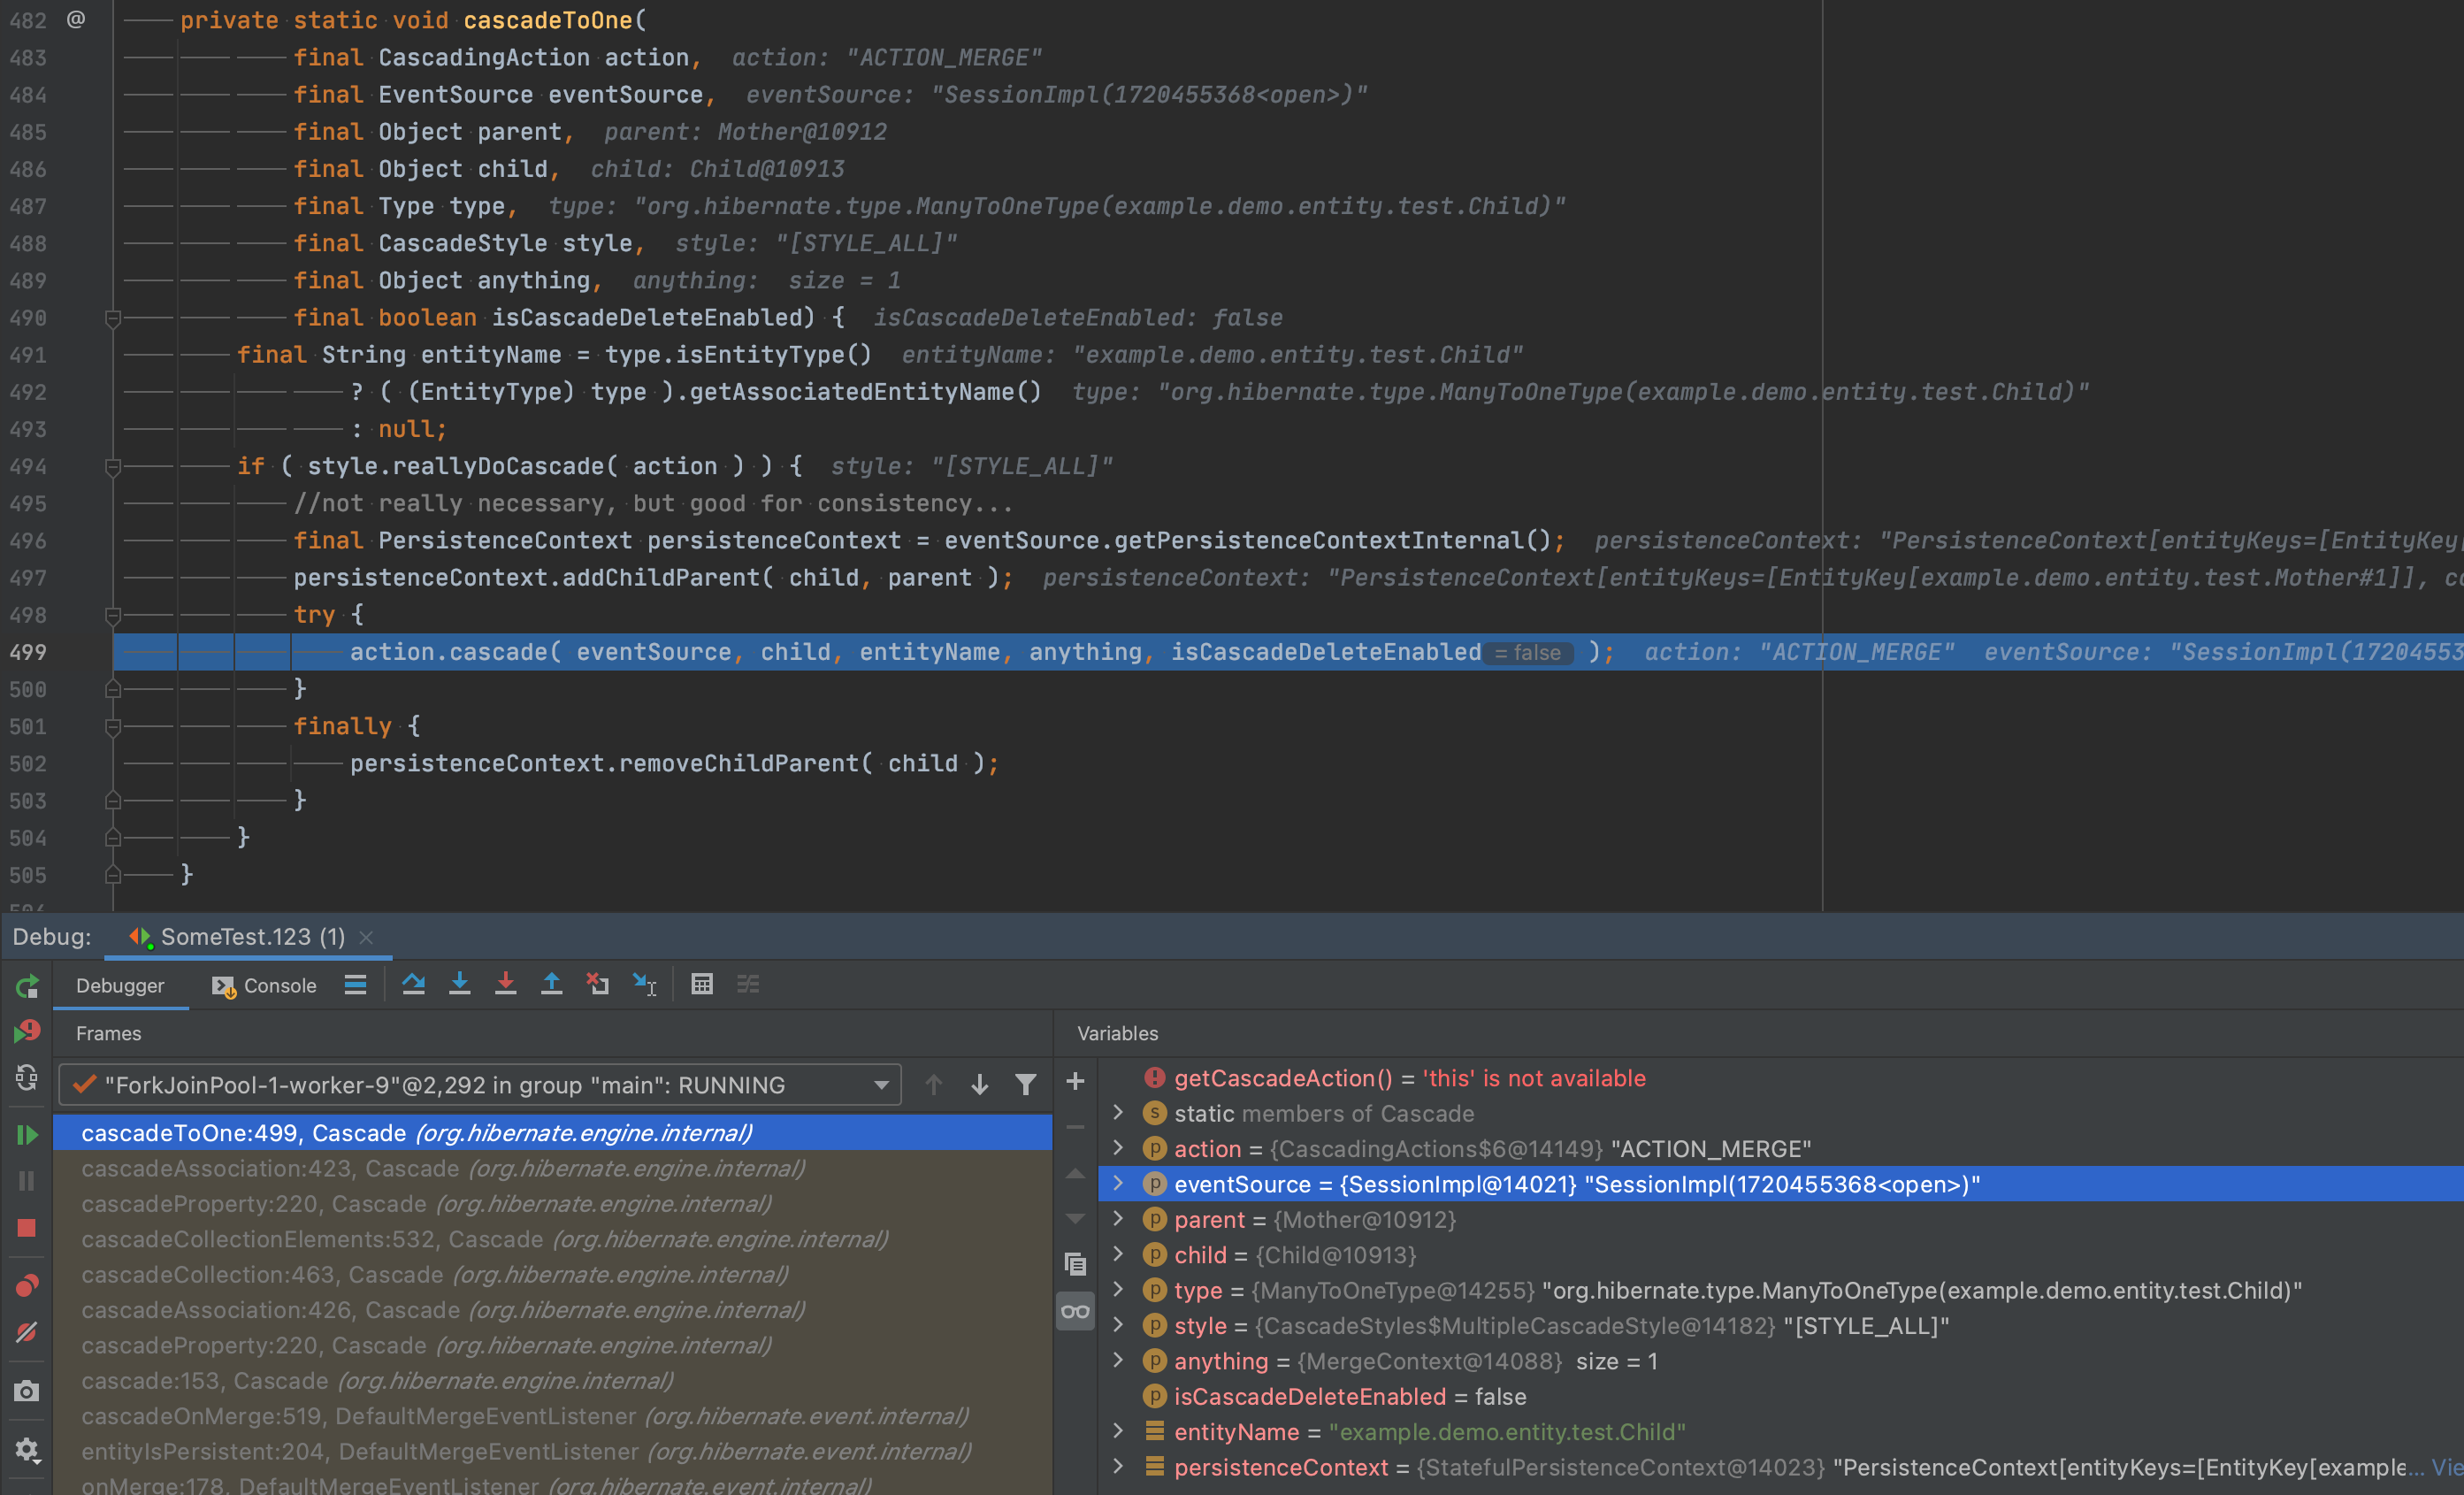 482 @ private static void cascadeToOne(
483 final CascadingAction action, action: "ACTION_MERGE"
484 final EventSource eventSource, eventSource: "SessionImpl(1720455368<open>)"
485 final Object parent, parent: Mother@10912
486 final Object child, child: Child@10913
487 final Type type, type: "org.hibernate.type.ManyToOneType(example.demo.entity.test.Child)"
488 final CascadeStyle style, style: "[STYLE_ALL]"
489 final Object anything, anything: size = 1
490 final boolean isCascadeDeleteEnabled) { isCascadeDeleteEnabled: false
491 final String entityName = type.isEntityType() entityName: "example.demo.entity.test.Child"
492 ? ( (EntityType) type ).getAssociatedEntityName() type: "org.hibernate.type.ManyToOneType(example.demo.entity.test.Child)"
493 : null;
494 if ( style.reallyDoCascade( action ) ) { style: "[STYLE_ALL]"
495 //not really necessary, but good for consistency...
496 final PersistenceContext persistenceContext = eventSource.getPersistenceContextInternal(); persistenceContext: "PersistenceContext[entityKeys=[EntityKey[
497 persistenceContext.addChildParent( child, parent ); persistenceContext: "PersistenceContext[entityKeys=[EntityKey[example.demo.entity.test.Mother#1]], co
498 try {
499 action.cascade( eventSource, child, entityName, anything, isCascadeDeleteEnabled = false ); action: "ACTION_MERGE" eventSource: "SessionImpl(17204553
500 }
501 finally {
502 persistenceContext.removeChildParent( child );
503 }
504 }
505 }
506
Debug: SomeTest.123 (1)
Debugger Console
Frames
"ForkJoinPool-1-worker-9"@2,292 in group "main": RUNNING
cascadeToOne:499, Cascade (org.hibernate.engine.internal)
cascadeAssociation:423, Cascade (org.hibernate.engine.internal)
cascadeProperty:220, Cascade (org.hibernate.engine.internal)
cascadeCollectionElements:532, Cascade (org.hibernate.engine.internal)
cascadeCollection:463, Cascade (org.hibernate.engine.internal)
cascadeAssociation:426, Cascade (org.hibernate.engine.internal)
cascadeProperty:220, Cascade (org.hibernate.engine.internal)
cascade:153, Cascade (org.hibernate.engine.internal)
cascadeOnMerge:519, DefaultMergeEventListener (org.hibernate.event.internal)
entityIsPersistent:204, DefaultMergeEventListener (org.hibernate.event.internal)
onMerge:178, DefaultMergeEventListener (org.hibernate.event.internal)
Variables
getCascadeAction() = 'this' is not available
static members of Cascade
action = {CascadingActions$6@14149} "ACTION_MERGE"
eventSource = {SessionImpl@14021} "SessionImpl(1720455368<open>)"
parent = {Mother@10912}
child = {Child@10913}
type = {ManyToOneType@14255} "org.hibernate.type.ManyToOneType(example.demo.entity.test.Child)"
style = {CascadeStyles$MultipleCascadeStyle@14182} "[STYLE_ALL]"
anything = {MergeContext@14088} size = 1
isCascadeDeleteEnabled = false
entityName = "example.demo.entity.test.Child"
persistenceContext = {StatefulPersistenceContext@14023} "PersistenceContext[entityKeys=[EntityKey[example... Vie